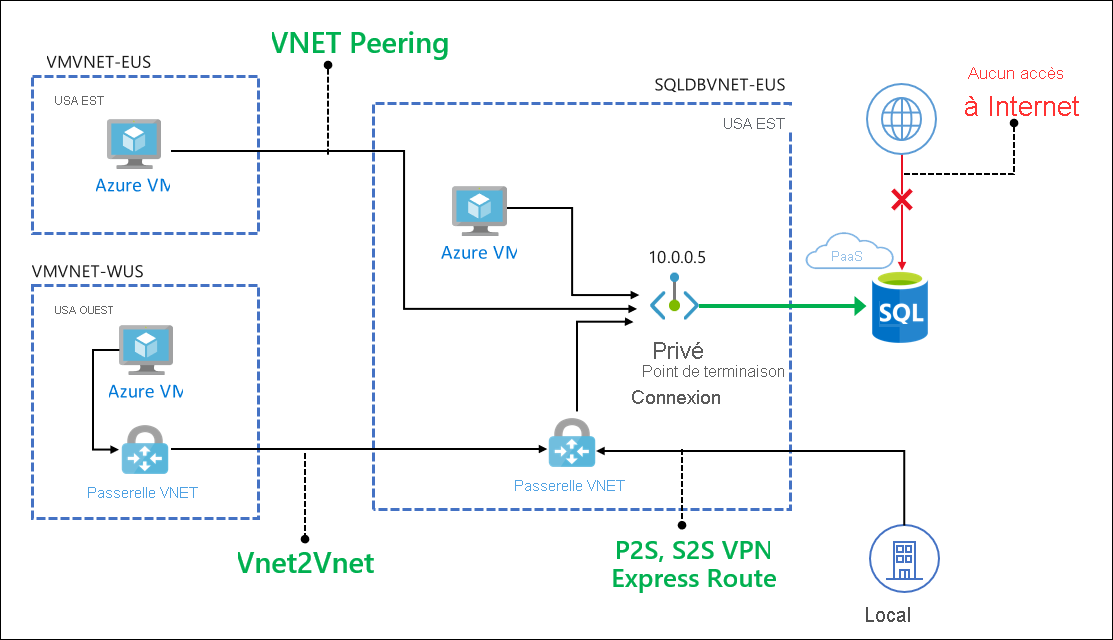 VNET Peering
VMVNET-EUS
USA EST
Azure VM
SQLDBVNET-EUS
USA EST
Aucun accès
à Internet
Azure VM
10.0.0.5
PaaS
SQL
Privé
Point de terminaison
Connexion
VMVNET-WUS
USA OUEST
Azure VM
Passerelle VNET
Passerelle VNET
Vnet2Vnet
P2S, S2S VPN
Express Route
Local